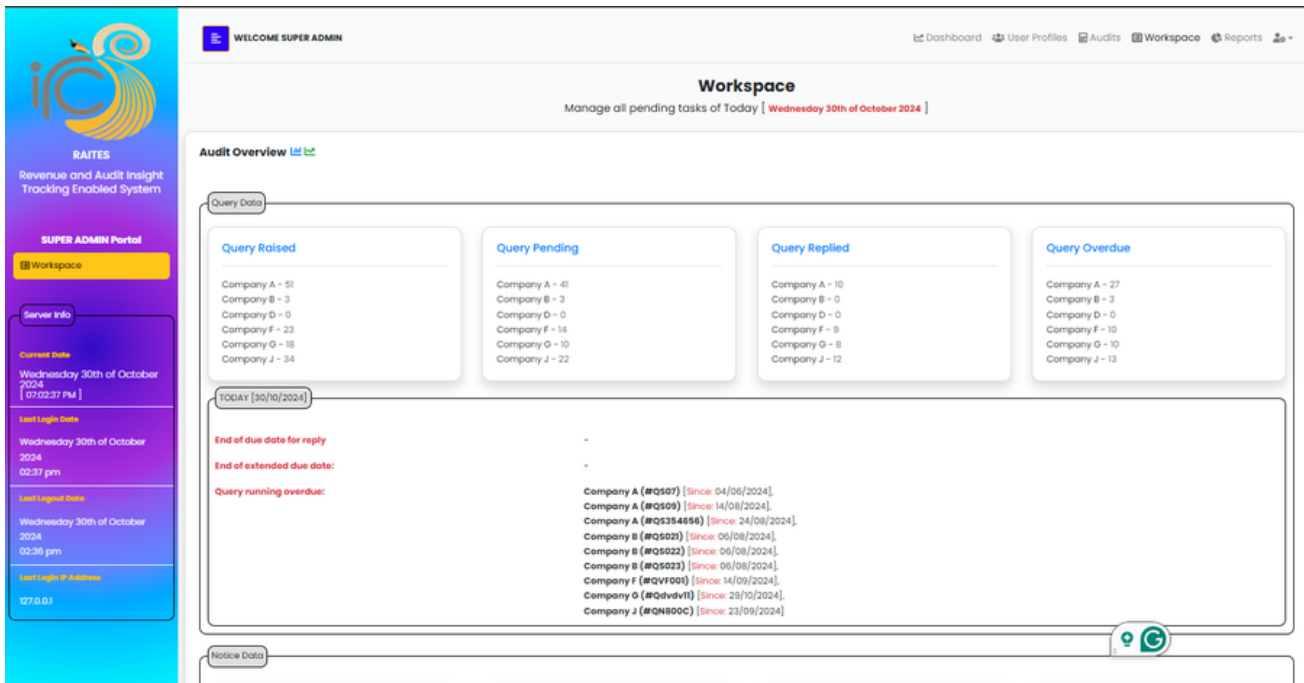 irCS
WELCOME SUPER ADMIN
Dashboard User Profiles Audits Workspace Reports
Workspace
Manage all pending tasks of Today [ Wednesday 30th of October 2024 ]
RAITES
Revenue and Audit Insight
Tracking Enabled System
SUPER ADMIN Portal
Workspace
Server Info
Current Date
Wednesday 30th of October
2024
[ 07:02:37 PM ]
Last Login Date
Wednesday 30th of October
2024
02:37 pm
Last Logout Date
Wednesday 30th of October
2024
02:36 pm
Last Login IP Address
127.0.0.1
Audit Overview
Query Data
Query Raised
Company A - 51
Company B - 3
Company D - 0
Company F - 23
Company G - 18
Company J - 34
Query Pending
Company A - 41
Company B - 3
Company D - 0
Company F - 14
Company G - 10
Company J - 22
Query Replied
Company A - 10
Company B - 0
Company D - 0
Company F - 9
Company G - 8
Company J - 12
Query Overdue
Company A - 27
Company B - 3
Company D - 0
Company F - 10
Company G - 10
Company J - 13
TODAY [30/10/2024]
End of due date for reply -
End of extended due date: -
Query running overdue: Company A (#QS07) [Since: 04/06/2024],
Company A (#QS09) [Since: 14/08/2024],
Company A (#QS354656) [Since: 24/08/2024],
Company B (#QS021) [Since: 06/08/2024],
Company B (#QS022) [Since: 06/08/2024],
Company B (#QS023) [Since: 06/08/2024],
Company F (#QVF001) [Since: 14/09/2024],
Company G (#Qdvdv11) [Since: 29/10/2024],
Company J (#QN800C) [Since: 23/09/2024]
Notice Data